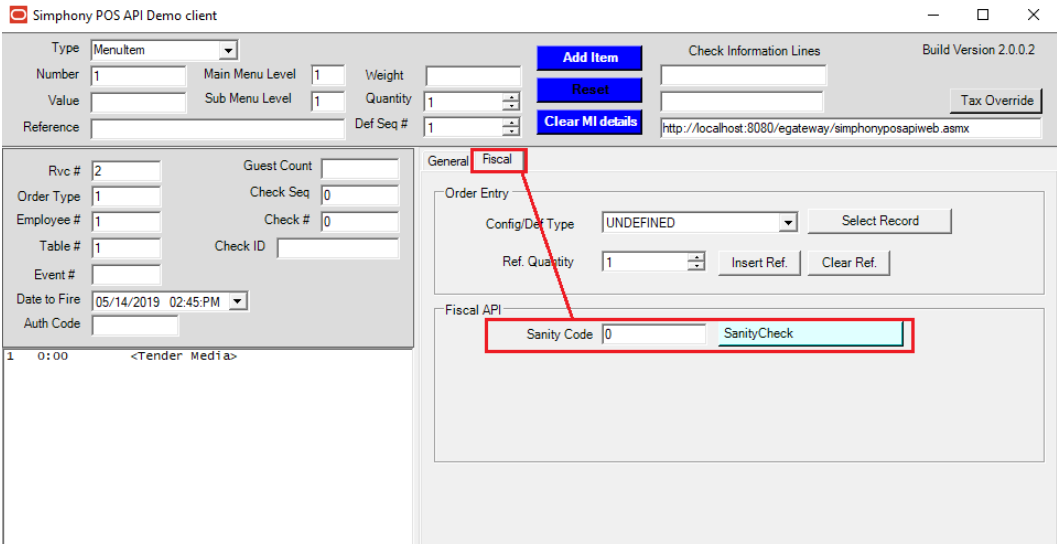 Simphony POS API Demo client
Type MenuItem Add Item Check Information Lines Build Version 2.0.0.2
Number 1 Main Menu Level 1 Weight
Reset
Value Sub Menu Level 1 Quantity 1 Tax Override
Reference Def Seq # 1 Clear MI details http://localhost:8080/egateway/simphonyposapiweb.asmx
Rvc # 2 Guest Count
Order Type 1 Check Seq 0
Employee # 1 Check # 0
Table # 1 Check ID
Event #
Date to Fire 05/14/2019 02:45:PM
Auth Code
1 0:00 <Tender Media>
General Fiscal
Order Entry
Config/Def Type UNDEFINED Select Record
Ref. Quantity 1 Insert Ref. Clear Ref.
Fiscal API
Sanity Code 0 SanityCheck